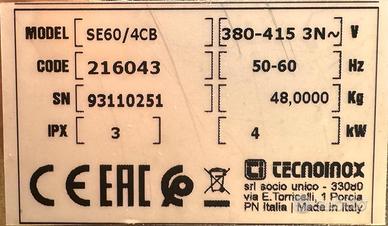 MODEL [ SE60/4CB ] [ 380-415 3N~ ] V
CODE [ 216043 ] [ 50-60 ] Hz
SN [ 93110251 ] [ 48,0000 ] Kg
IPX [ 3 ] [ 4 ] kW
CE EAC TECNOINOX
srl socio unico - 33080
via E.Torricelli, 1 Porcia
PN Italia | Made in Italy